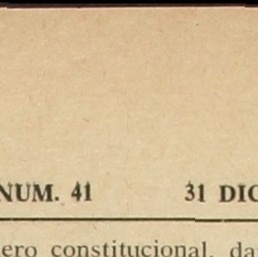 NUM. 41 31 DIC
ero constitucional, da